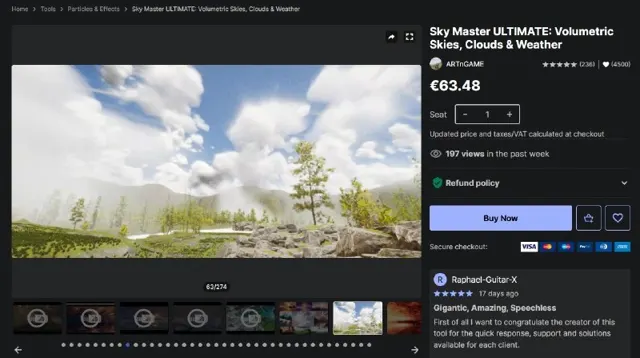 Home > Tools > Particles & Effects > Sky Master ULTIMATE: Volumetric Skies, Clouds & Weather
Sky Master ULTIMATE: Volumetric
Skies, Clouds & Weather
ARTnGAME
(236) | (4500)
€63.48
Seat - 1 +
Updated price and taxes/VAT calculated at checkout
197 views in the past week
Refund policy
Buy Now
Secure checkout: VISA
63/274
R Raphael-Guitar-X
17 days ago
Gigantic, Amazing, Speechless
First of all I want to congratulate the creator of this
tool for the quick response, support and solutions
available for each client.